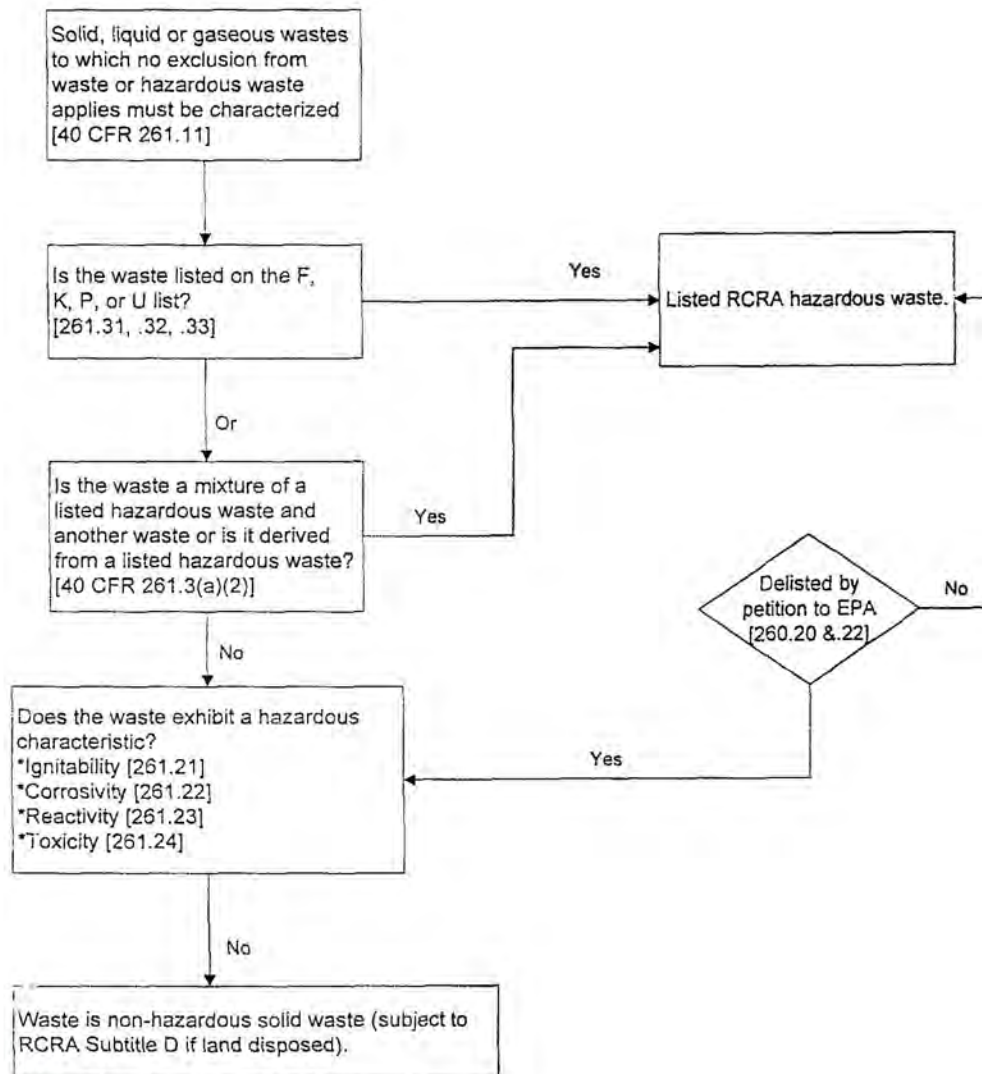 Solid, liquid or gaseous wastes
to which no exclusion from
waste or hazardous waste
applies must be characterized
[40 CFR 261.11]
Is the waste listed on the F,
K, P, or U list?
[261.31, .32, .33]
Yes
Listed RCRA hazardous waste.
Or
Is the waste a mixture of a
listed hazardous waste and
another waste or is it derived
from a listed hazardous waste?
[40 CFR 261.3(a)(2)]
Yes
Delisted by
petition to EPA
[260.20 &.22]
No
No
Does the waste exhibit a hazardous
characteristic?
*Ignitability [261.21]
*Corrosivity [261.22]
*Reactivity [261.23]
*Toxicity [261.24]
Yes
No
Waste is non-hazardous solid waste (subject to
RCRA Subtitle D if land disposed).